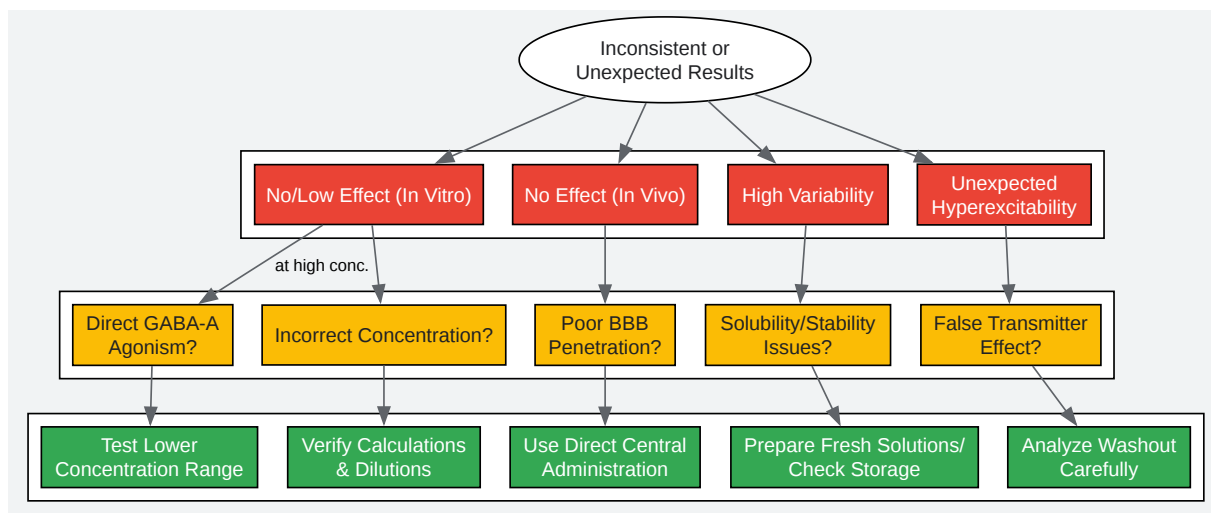 Inconsistent or
Unexpected Results
No/Low Effect (In Vitro)
No Effect (In Vivo)
High Variability
Unexpected
Hyperexcitability
at high conc.
Direct GABA-A
Agonism?
Incorrect Concentration?
Poor BBB
Penetration?
Solubility/Stability
Issues?
False Transmitter
Effect?
Test Lower
Concentration Range
Verify Calculations
& Dilutions
Use Direct Central
Administration
Prepare Fresh Solutions/
Check Storage
Analyze Washout
Carefully